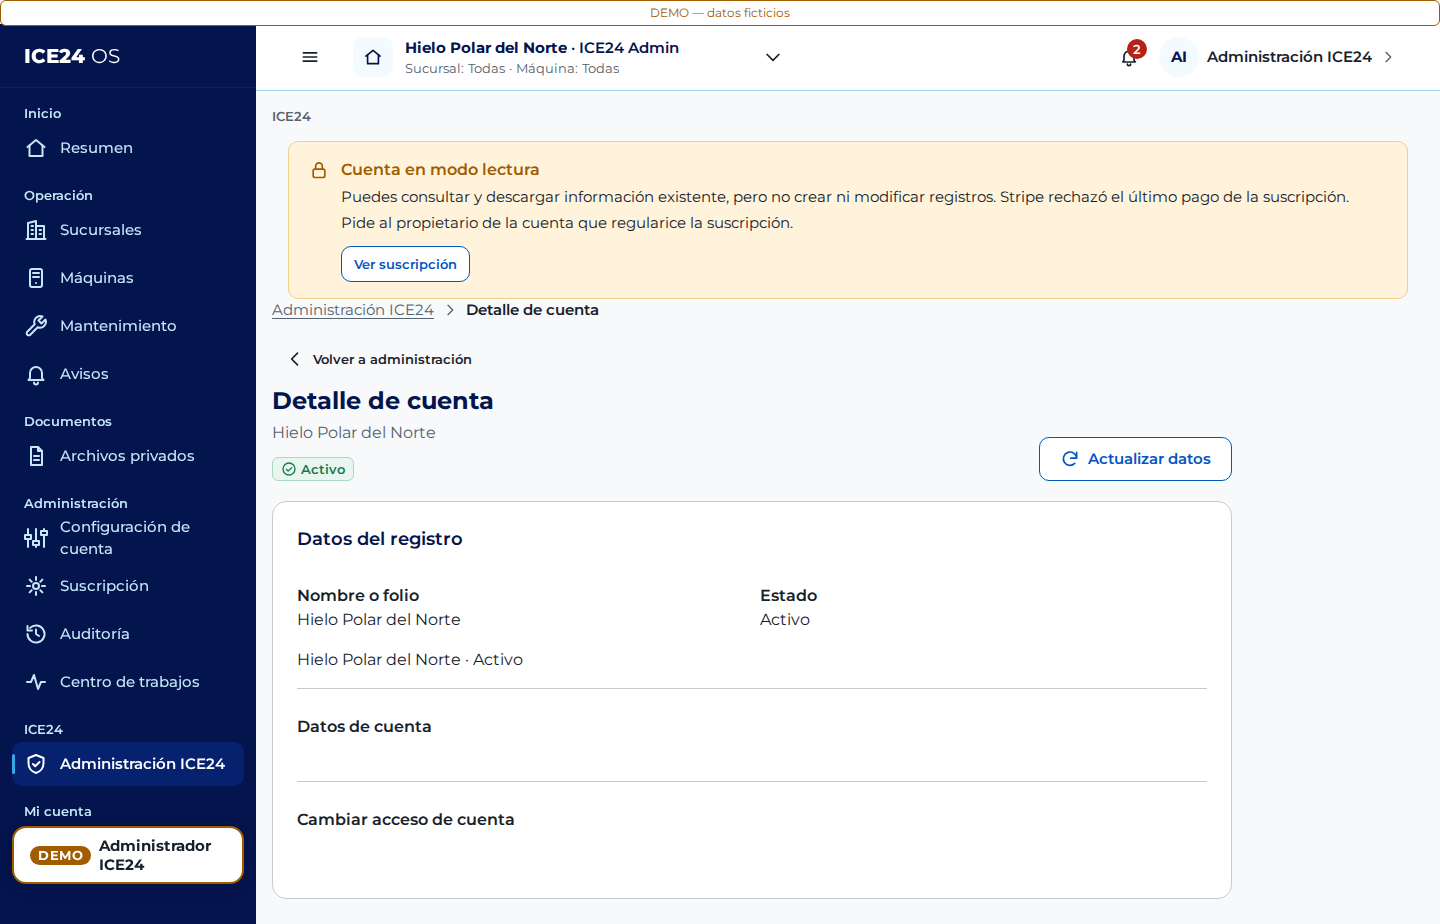 DEMO — datos ficticios
ICE24 OS
Inicio
Resumen
Operación
Sucursales
Máquinas
Mantenimiento
Avisos
Documentos
Archivos privados
Administración
Configuración de
cuenta
Suscripción
Auditoría
Centro de trabajos
ICE24
Administración ICE24
Mi cuenta
DEMO Administrador
ICE24
Hielo Polar del Norte · ICE24 Admin
Sucursal: Todas · Máquina: Todas
2
AI Administración ICE24
ICE24
Cuenta en modo lectura
Puedes consultar y descargar información existente, pero no crear ni modificar registros. Stripe rechazó el último pago de la suscripción.
Pide al propietario de la cuenta que regularice la suscripción.
Ver suscripción
Administración ICE24 > Detalle de cuenta
Volver a administración
Detalle de cuenta
Hielo Polar del Norte
Activo
Actualizar datos
Datos del registro
Nombre o folio
Hielo Polar del Norte
Estado
Activo
Hielo Polar del Norte · Activo
Datos de cuenta
Cambiar acceso de cuenta